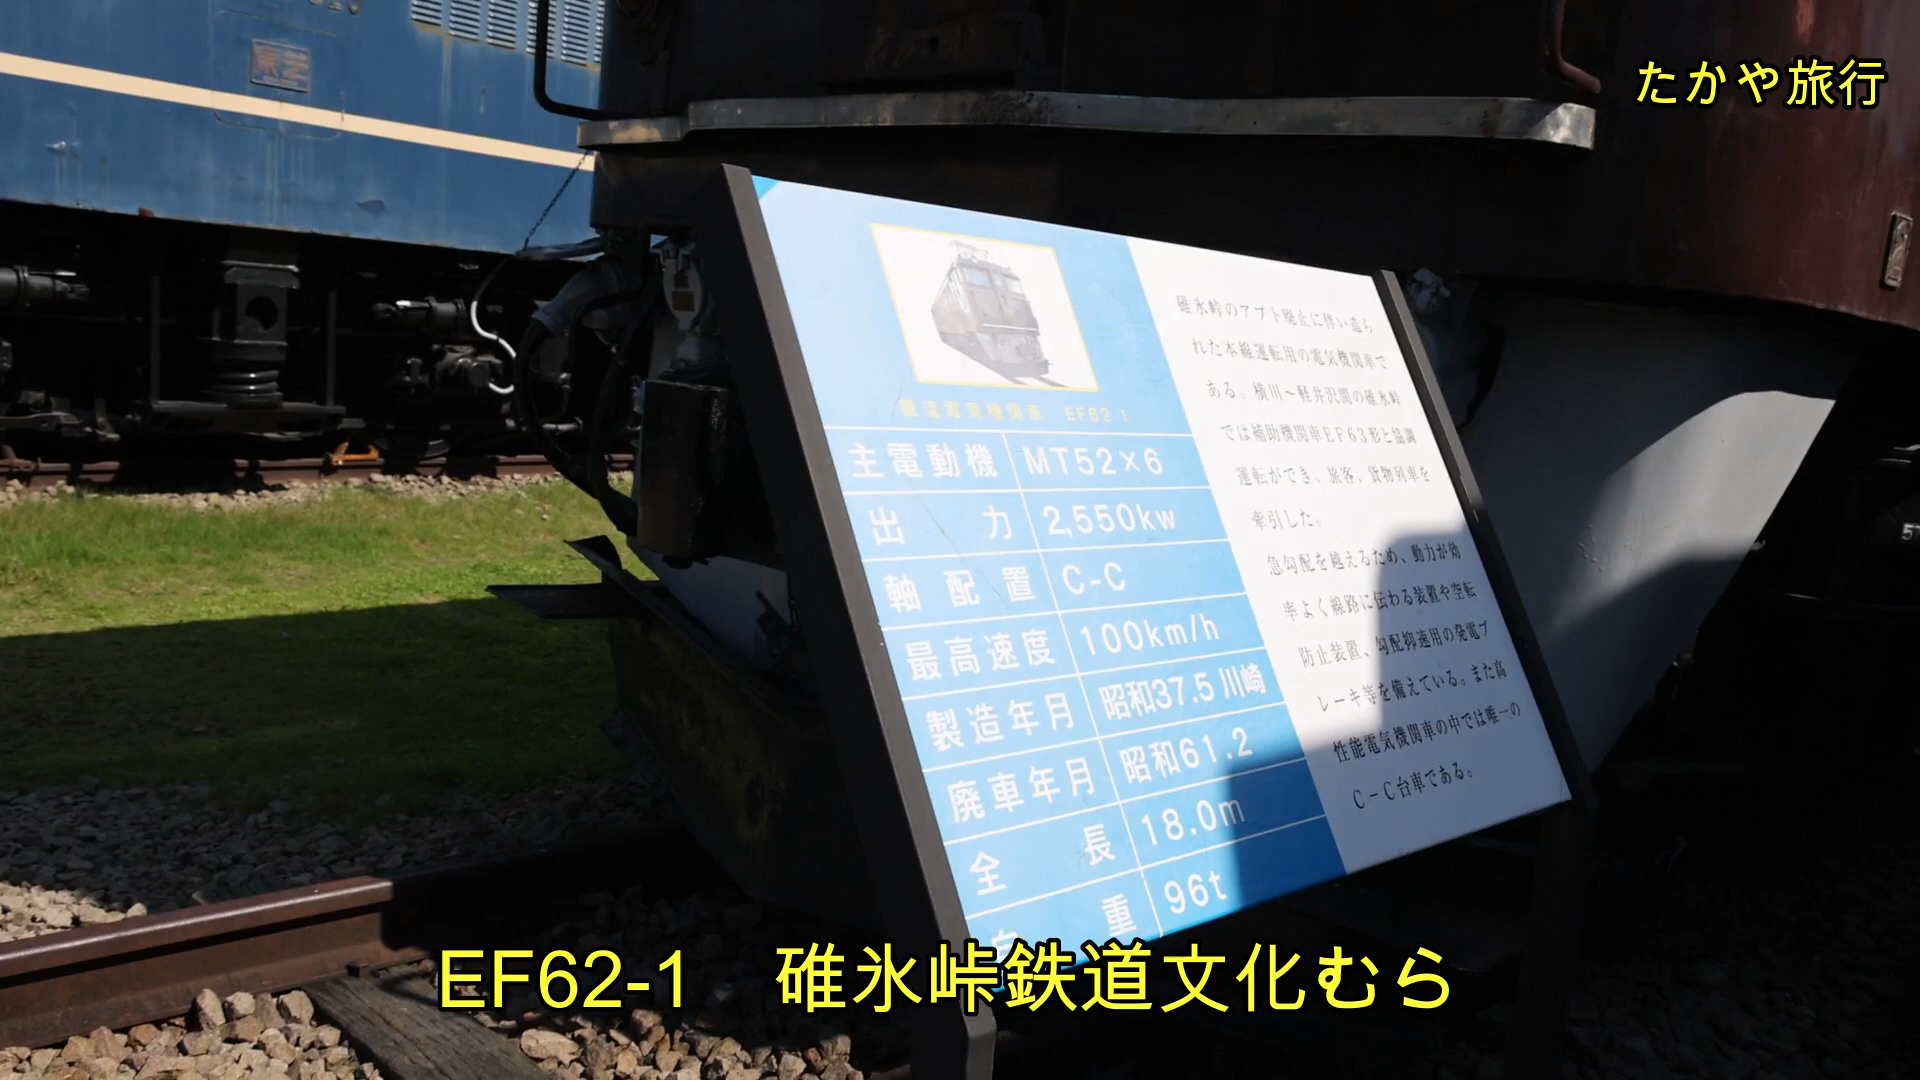 たかや旅行
東芝
直流電気機関車 EF62 1
主電動機 MT52×6
出力 2,550kw
軸配置 C-C
最高速度 100km/h
製造年月 昭和37.5 川崎
廃車年月 昭和61.2
全長 18.0m
自重 96t
碓氷峠のアプト廃止に伴い造ら
れた本線運転用の電気機関車で
ある。横川～軽井沢間の碓氷峠
では補助機関車EF63形と協調
運転ができ、旅客、貨物列車を
牽引した。
急勾配を越えるため、動力が効
率よく線路に伝わる装置や空転
防止装置、勾配抑速用の発電ブ
レーキ等を備えている。また高
性能電気機関車の中では唯一の
C－C台車である。
EF62-1 碓氷峠鉄道文化むら